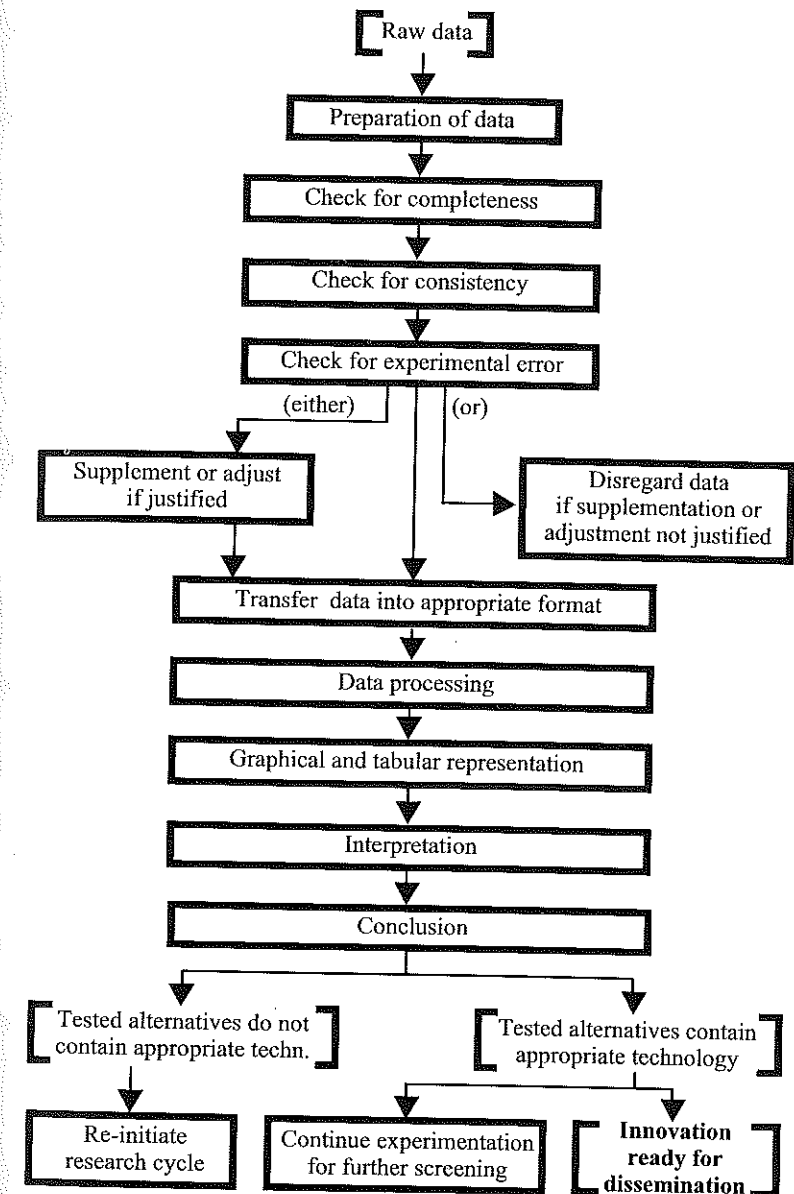 Raw data
Preparation of data
Check for completeness
Check for consistency
Check for experimental error
(either)
(or)
Supplement or adjust
if justified
Disregard data
if supplementation or
adjustment not justified
Transfer data into appropriate format
Data processing
Graphical and tabular representation
Interpretation
Conclusion
Tested alternatives do not
contain appropriate techn.
Tested alternatives contain
appropriate technology
Re-initiate
research cycle
Continue experimentation
for further screening
Innovation
ready for
dissemination